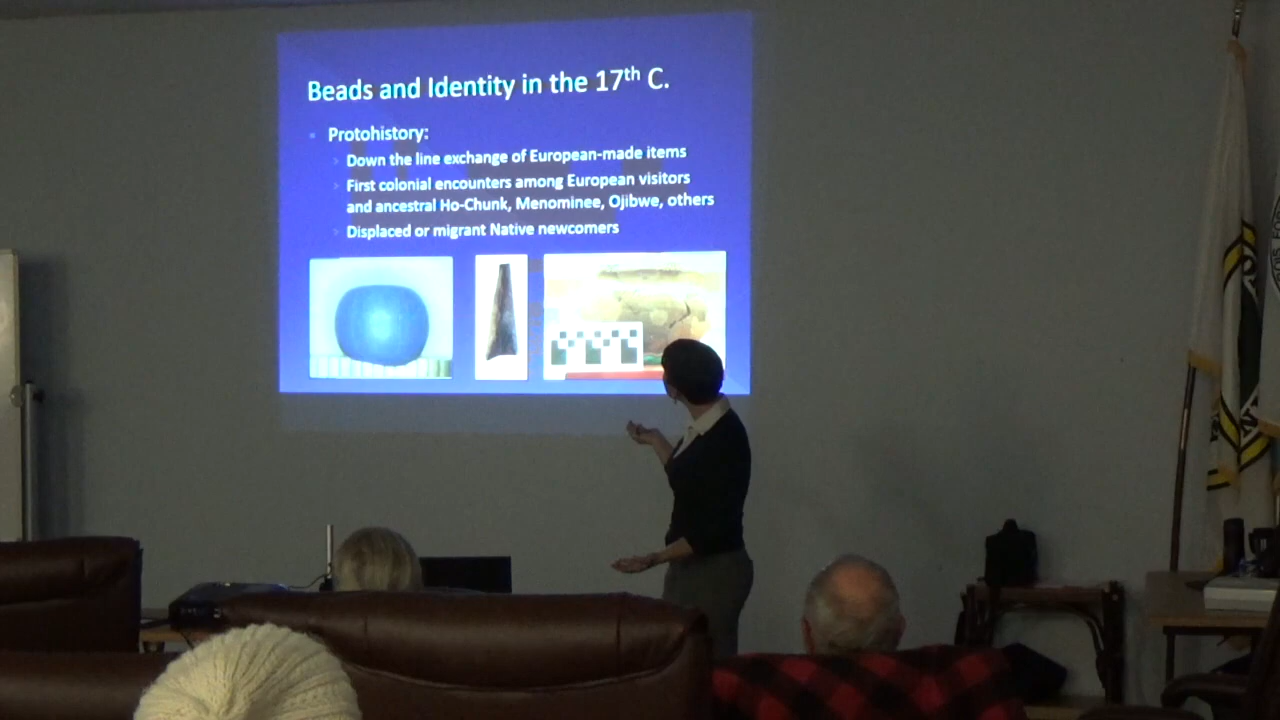 Beads and Identity in the 17th C.
Protohistory:
Down the line exchange of European-made items
First colonial encounters among European visitors
and ancestral Ho-Chunk, Menominee, Ojibwe, others
Displaced or migrant Native newcomers